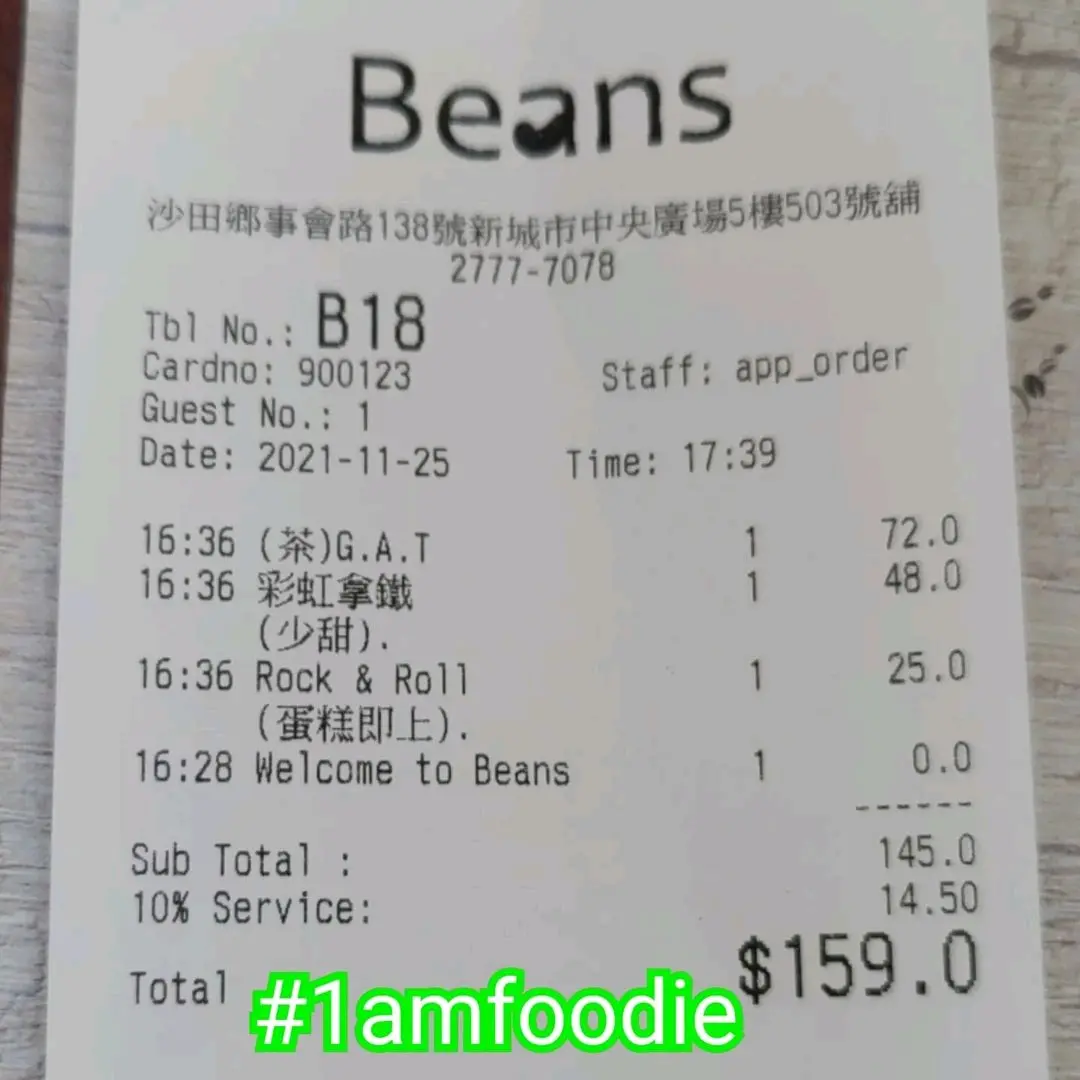 Beans
沙田鄉事會路138號新城市中央廣場5樓503號舖
2777-7078
Tbl No.: B18
Cardno: 900123 Staff: app_order
Guest No.: 1
Date: 2021-11-25 Time: 17:39
16:36 (茶)G.A.T 1 72.0
16:36 彩虹拿鐵 1 48.0
(少甜).
16:36 Rock & Roll 1 25.0
(蛋糕即上).
16:28 Welcome to Beans 1 0.0
------
Sub Total : 145.0
10% Service: 14.50
Total $159.0
#1amfoodie